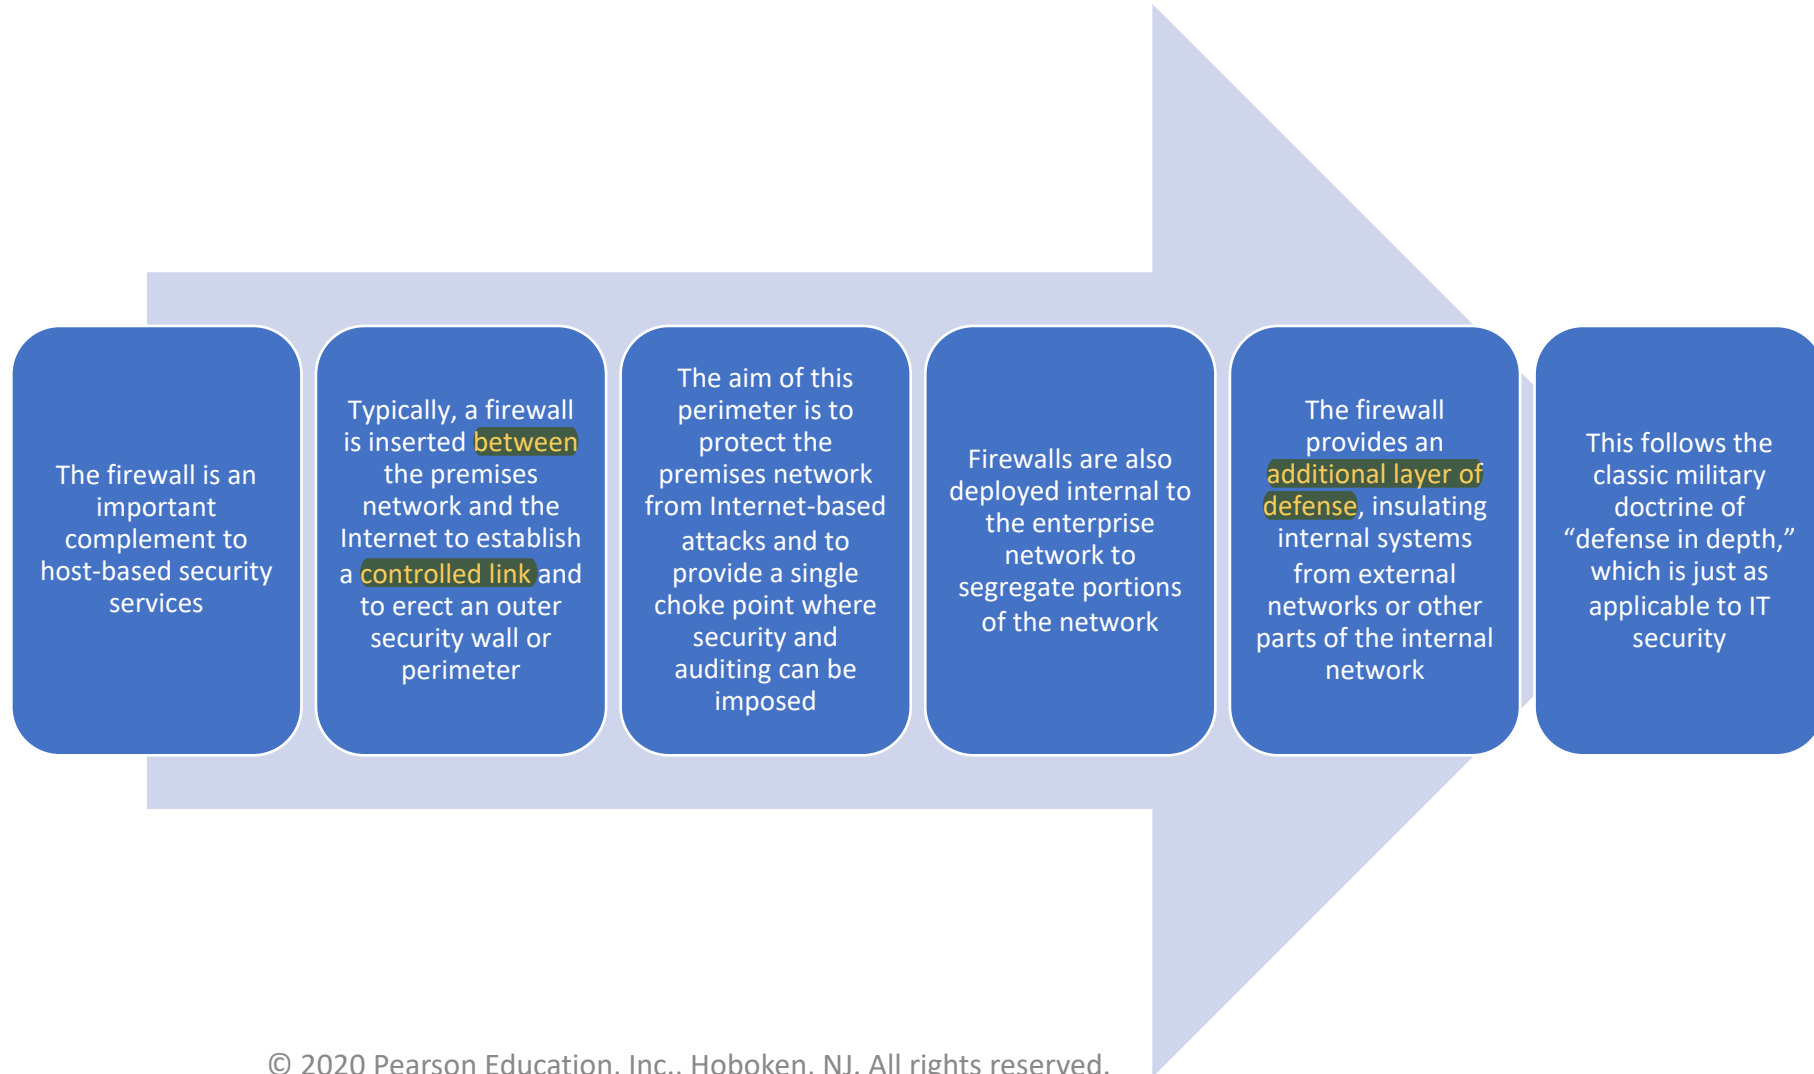 The firewall is an
important
complement to
host-based security
services
Typically, a firewall
is inserted between
the premises
network and the
Internet to establish
a controlled link and
to erect an outer
security wall or
perimeter
The aim of this
perimeter is to
protect the
premises network
from Internet-based
attacks and to
provide a single
choke point where
security and
auditing can be
imposed
Firewalls are also
deployed internal to
the enterprise
network to
segregate portions
of the network
The firewall
provides an
additional layer of
defense, insulating
internal systems
from external
networks or other
parts of the internal
network
This follows the
classic military
doctrine of
“defense in depth,”
which is just as
applicable to IT
security
© 2020 Pearson Education, Inc., Hoboken, NJ. All rights reserved.